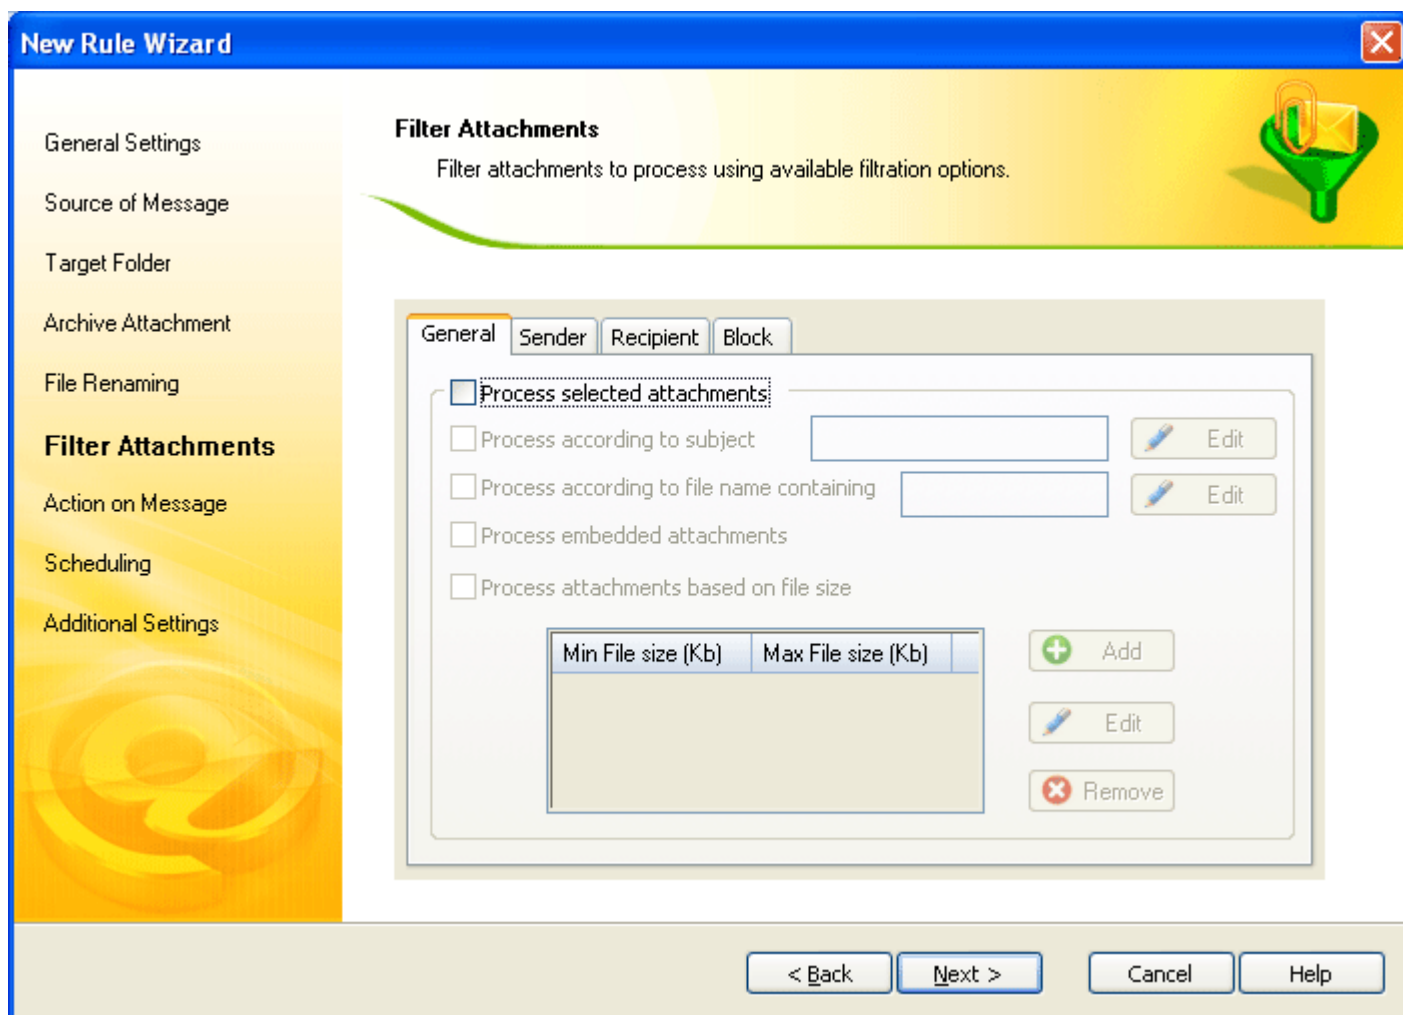 New Rule Wizard
General Settings
Source of Message
Target Folder
Archive Attachment
File Renaming
Filter Attachments
Action on Message
Scheduling
Additional Settings
Filter Attachments
Filter attachments to process using available filtration options.
General Sender Recipient Block
Process selected attachments
Process according to subject Edit
Process according to file name containing Edit
Process embedded attachments
Process attachments based on file size
Min File size (Kb) Max File size (Kb) Add
Edit
Remove
< Back Next > Cancel Help